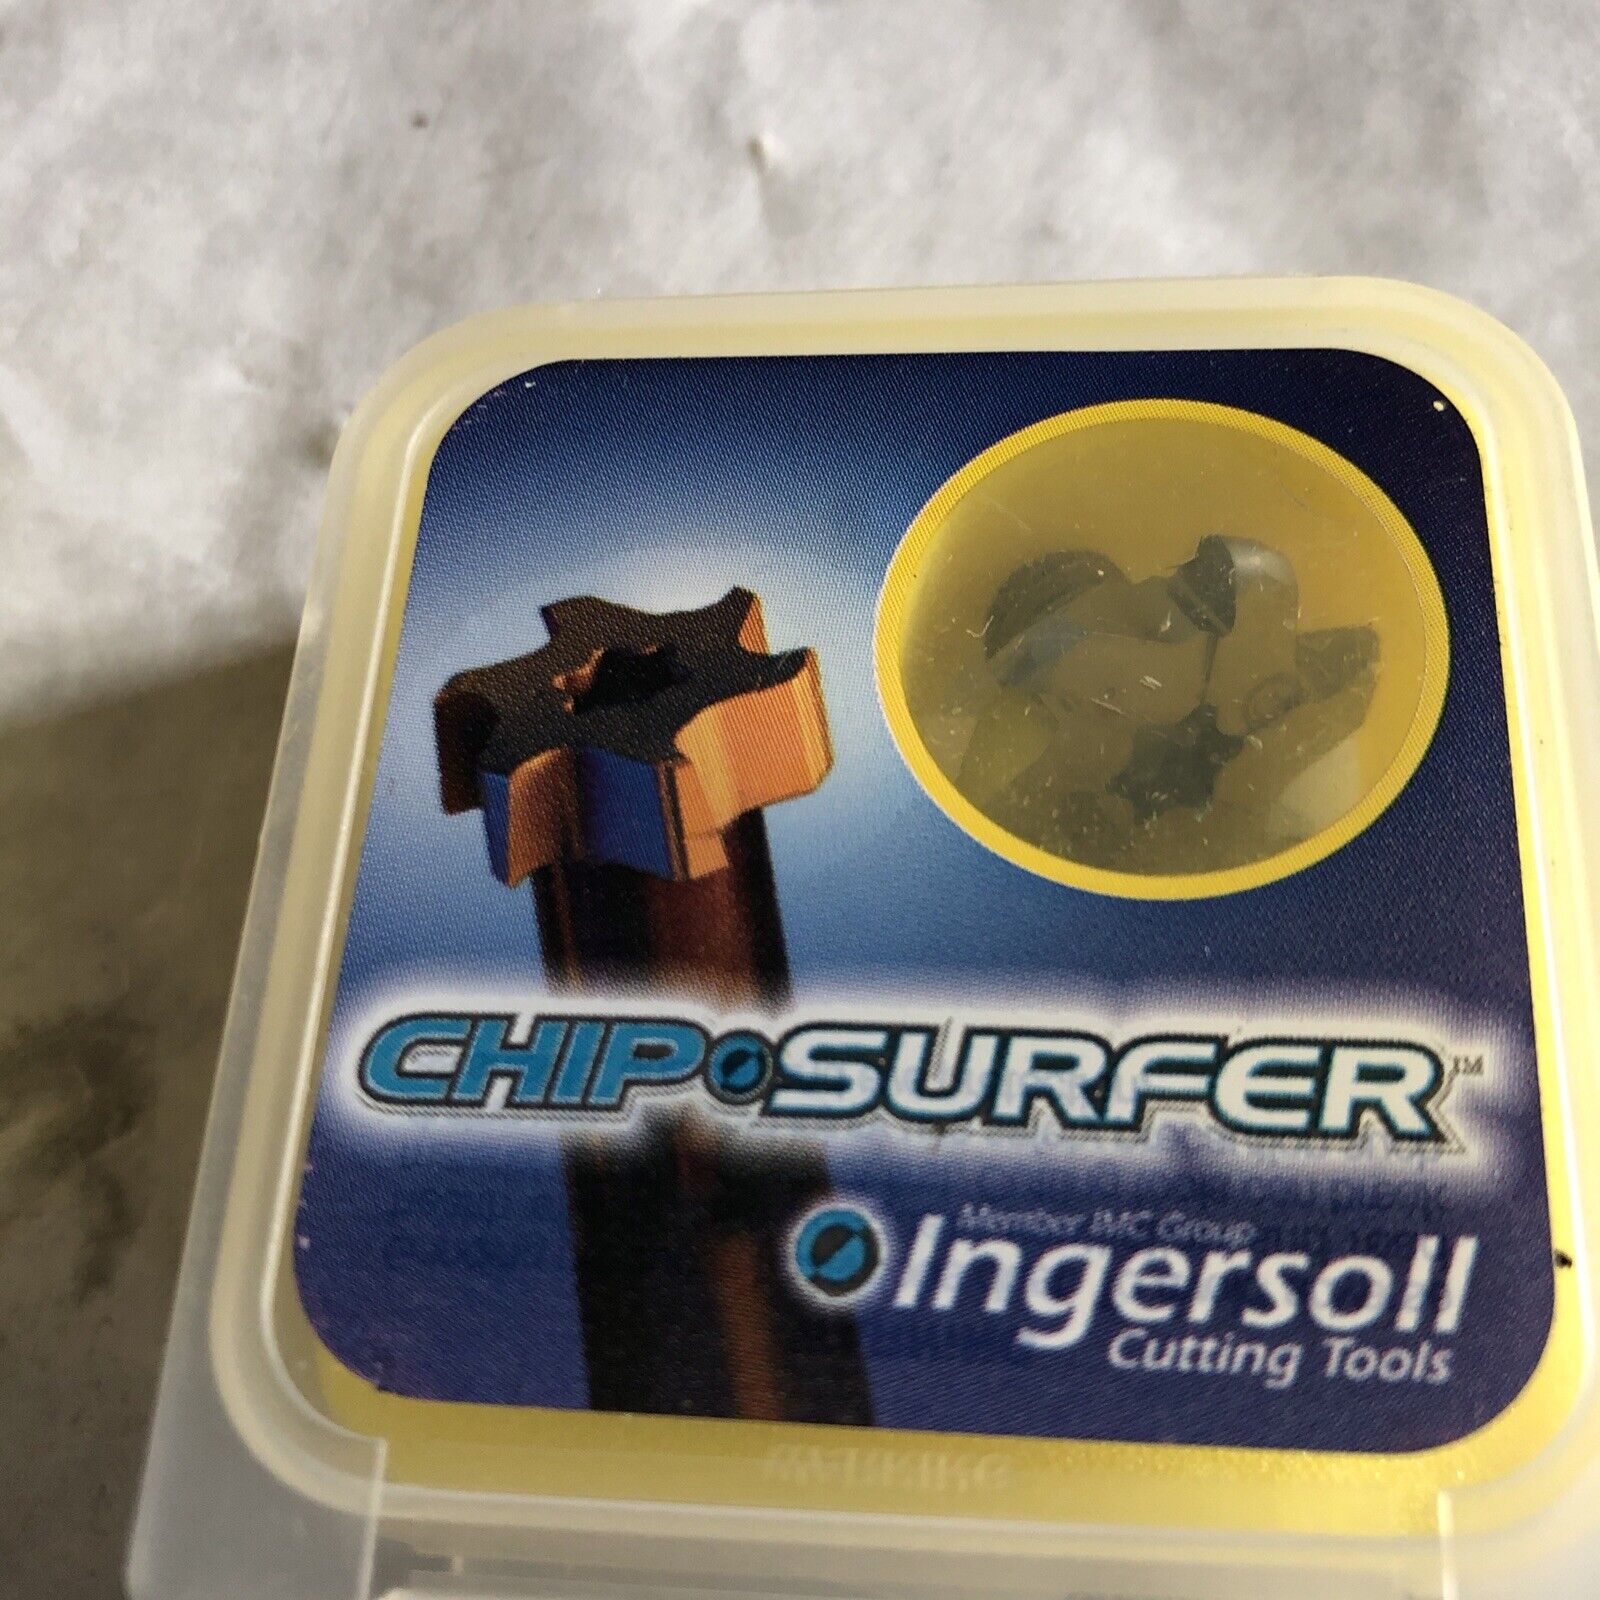 CHIP SURFER™
Member IMC Group
Ingersoll
Cutting Tools